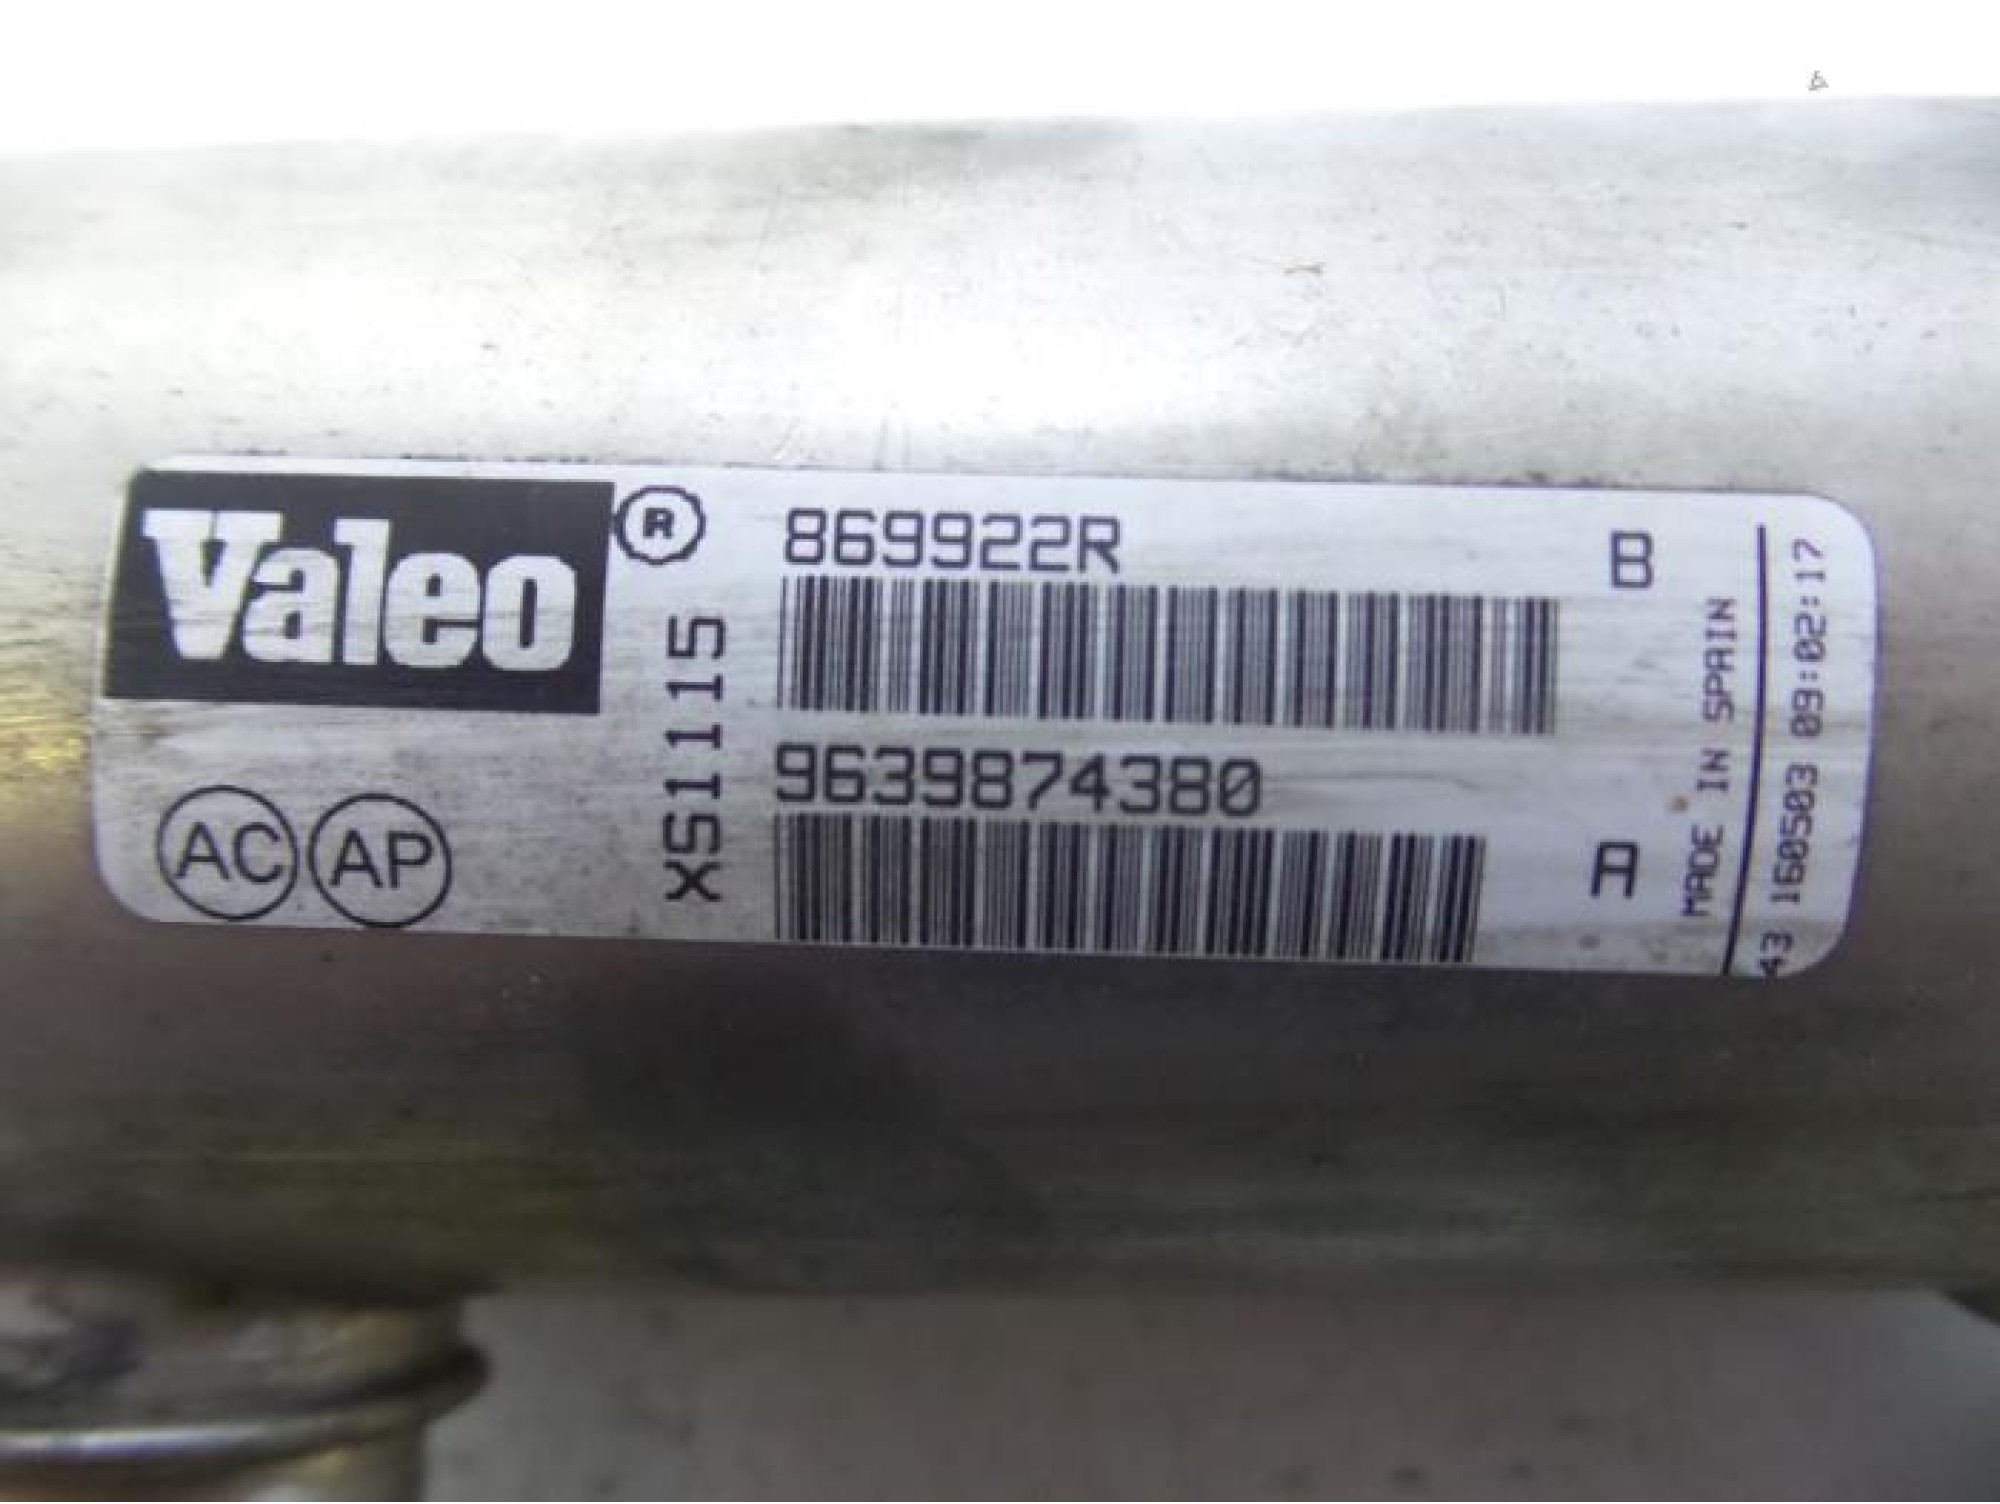 Valeo
®
869922R
B
XS1115
9639874380
A
AC
AP
MADE IN SPAIN
43 160503 09:02:17